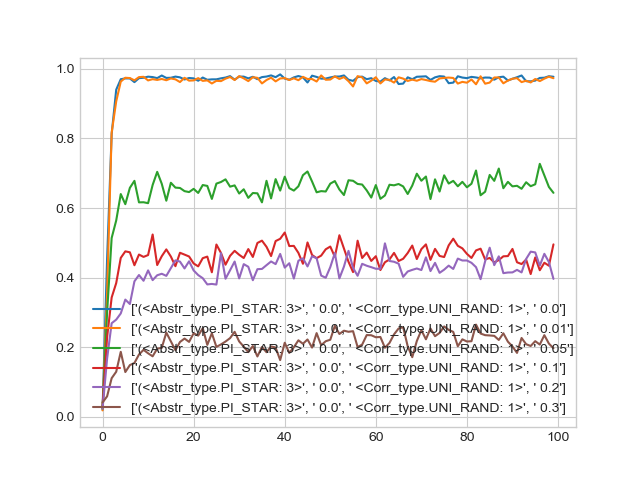 1.0
0.8
0.6
0.4
0.2
0.0
['(<Abstr_type.PI_STAR: 3>', ' 0.0', ' <Corr_type.UNI_RAND: 1>', ' 0.0']
['(<Abstr_type.PI_STAR: 3>', ' 0.0', ' <Corr_type.UNI_RAND: 1>', ' 0.01']
['(<Abstr_type.PI_STAR: 3>', ' 0.0', ' <Corr_type.UNI_RAND: 1>', ' 0.05']
['(<Abstr_type.PI_STAR: 3>', ' 0.0', ' <Corr_type.UNI_RAND: 1>', ' 0.1']
['(<Abstr_type.PI_STAR: 3>', ' 0.0', ' <Corr_type.UNI_RAND: 1>', ' 0.2']
['(<Abstr_type.PI_STAR: 3>', ' 0.0', ' <Corr_type.UNI_RAND: 1>', ' 0.3']
0 20 40 60 80 100